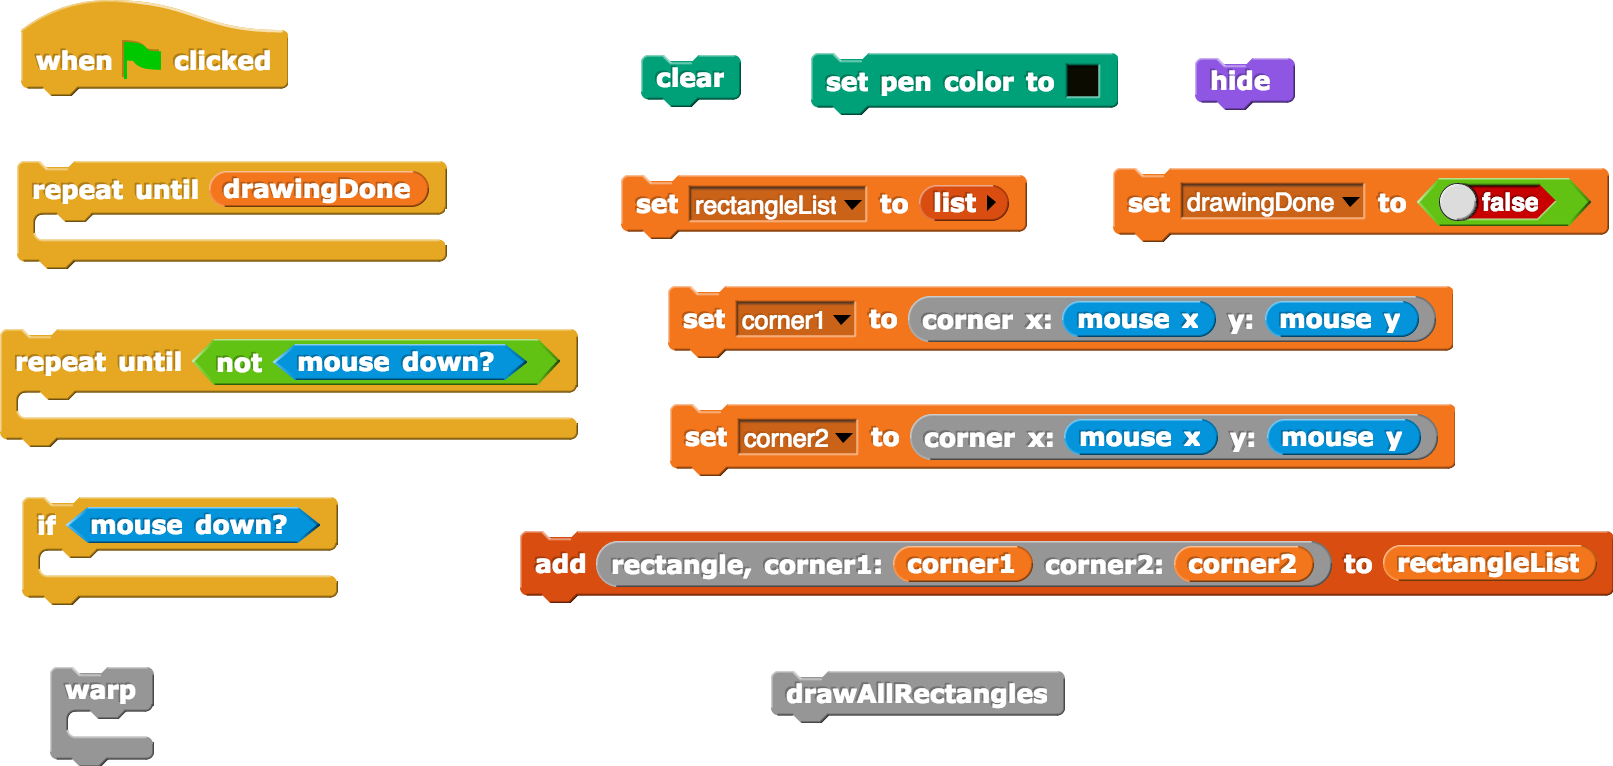 when clicked
clear
set pen color to
hide
repeat until drawingDone
set rectangleList to list
set drawingDone to false
set corner1 to corner x: mouse x y: mouse y
repeat until not mouse down?
set corner2 to corner x: mouse x y: mouse y
if mouse down?
add rectangle, corner1: corner1 corner2: corner2 to rectangleList
warp
drawAllRectangles